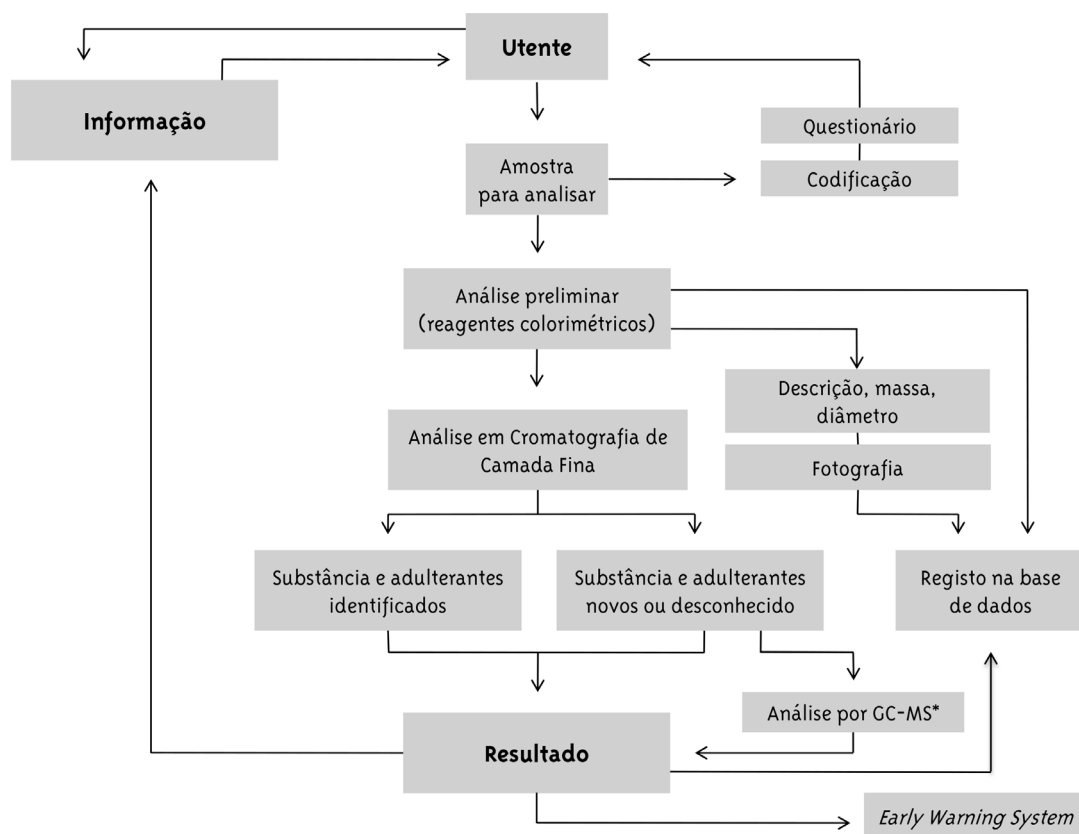 Utente
Informação
Questionário
Amostra
para analisar
Codificação
Análise preliminar
(reagentes colorimétricos)
Descrição, massa,
diâmetro
Análise em Cromatografia de
Camada Fina
Fotografia
Substância e adulterantes
identificados
Substância e adulterantes
novos ou desconhecido
Registo na base
de dados
Análise por GC-MS*
Resultado
Early Warning System